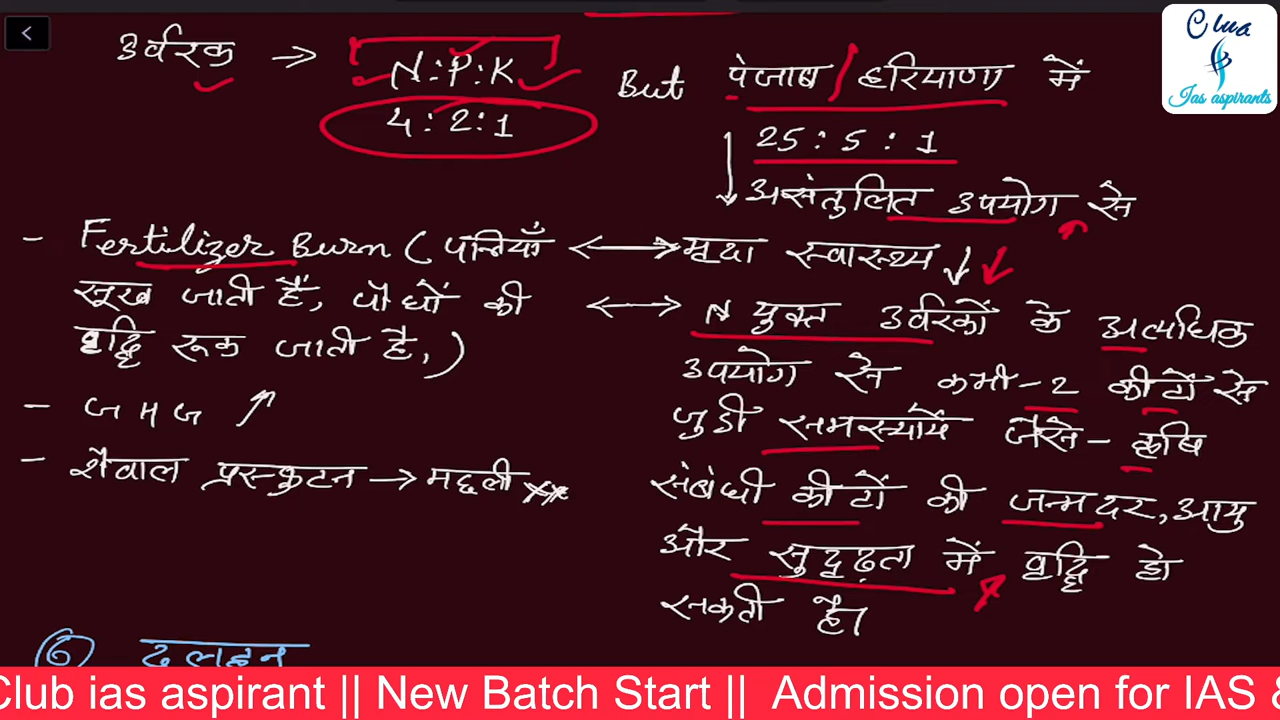 <
Clua
Ias aspirants
उर्वरक → N:P:K
4:2:1
But पंजाब / हरियाणा में
25:5:1
↓ असंतुलित उपयोग से
- Fertilizer Burn (पत्तियाँ
सूख जाती हैं, पौधों की
वृद्धि रूक जाती है,)
- ↑
- शैवाल प्रस्फुटन → मछली xx
↔ मृदा स्वास्थ्य ↓
↔ N युक्त उर्वरकों के अत्यधिक
उपयोग से कभी-2 कीटों से
जुडी समस्यायें जैसे - कृषि
संबंधी कीटों की जन्मदर, आयु
और सुदृढ़ता में वृद्धि हो
सकती है।
⑥ दलहन
Club ias aspirant || New Batch Start || Admission open for IAS &